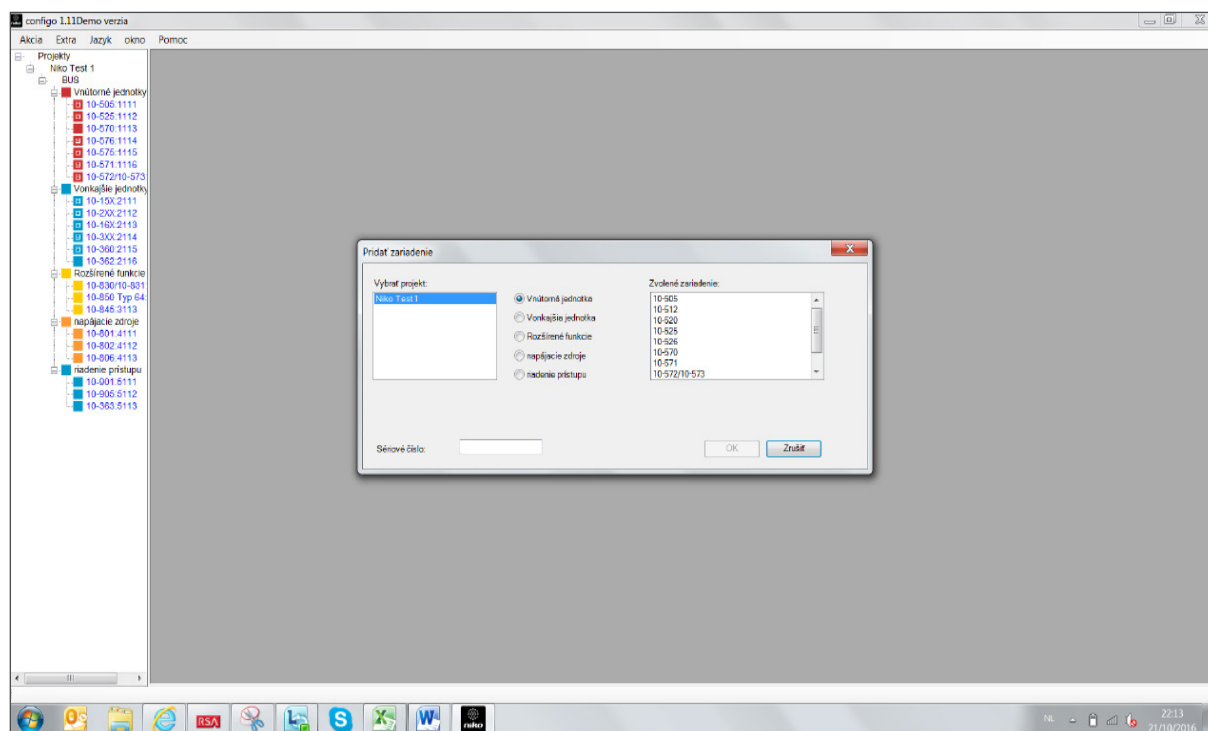 configo 1.11Demo verzia
Akcia Extra Jazyk okno Pomoc
Projekty
Niko Test 1
BUS
Vnútorné jednotky
10-505:1111
10-525:1112
10-570:1113
10-576:1114
10-575:1115
10-571:1116
10-572/10-573
Vonkajšie jednotky
10-15X:2111
10-2XX:2112
10-16X:2113
10-3XX:2114
10-360:2115
10-362:2116
Rozšírené funkcie
10-830/10-831
10-850 Typ 64:
10-845:3113
napájacie zdroje
10-801:4111
10-802:4112
10-806:4113
riadenie prístupu
10-901:5111
10-905:5112
10-363:5113
Pridať zariadenie
Vybrať projekt:
Niko Test 1
Vnútorná jednotka
Vonkajšie jednotka
Rozšírené funkcie
napájacie zdroje
riadenie prístupu
Zvolené zariadenie:
10-505
10-512
10-520
10-525
10-526
10-570
10-571
10-572/10-573
Sériové číslo:
OK
Zrušiť
RSA
niko
NL
22:13
21/10/2016